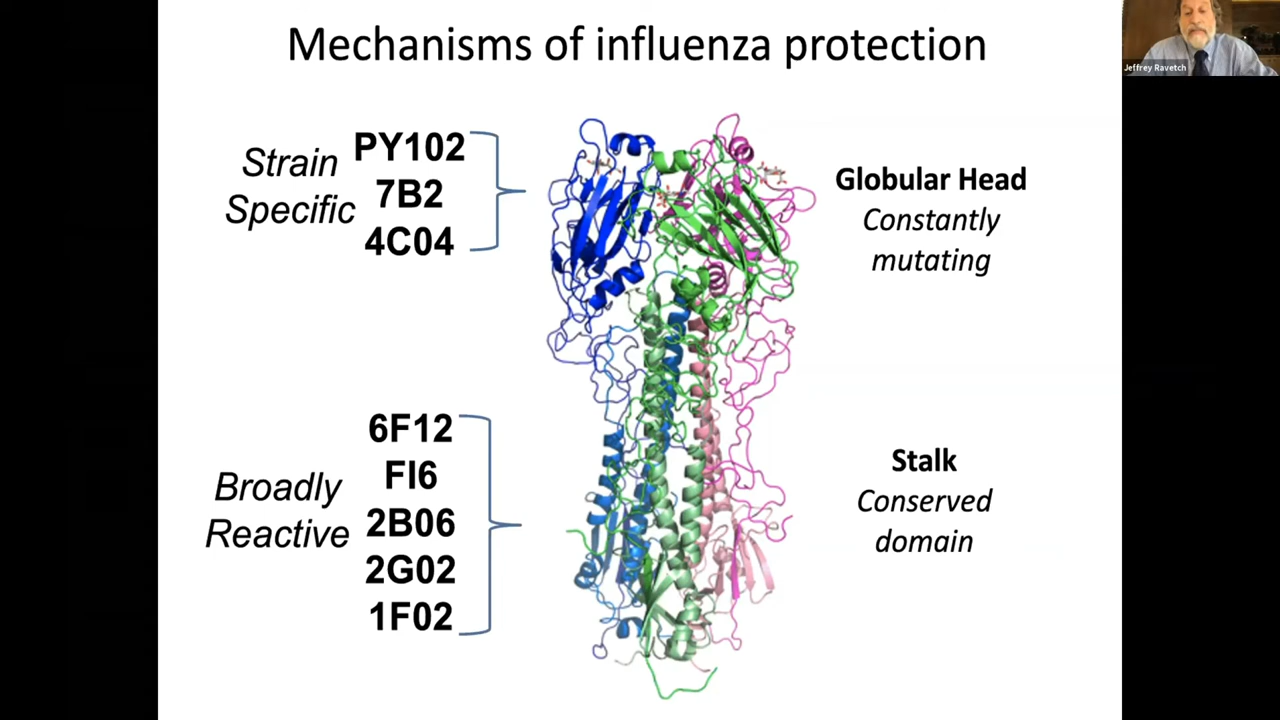 Mechanisms of influenza protection
Jeffrey Ravetch
Strain
Specific
PY102
7B2
4C04
Globular Head
Constantly
mutating
Broadly
Reactive
6F12
FI6
2B06
2G02
1F02
Stalk
Conserved
domain